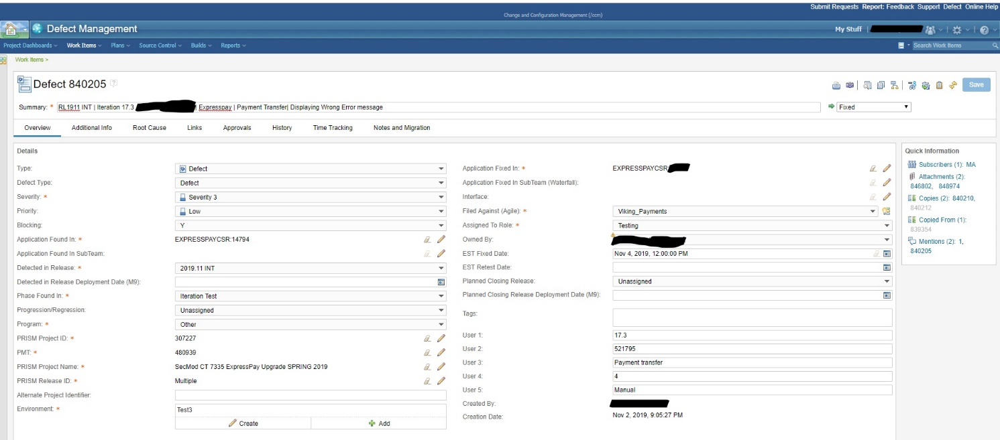 Submit Requests Report: Feedback Support Defect Online Help
Change and Configuration Management (/ccm)
Defect Management
My Stuff
Project Dashboards Work Items Plans Source Control Builds Reports
Search Work Items
Work Items >
Defect 840205
Save
Summary: * RL1911 INT | Iteration 17.3 | Expresspay | Payment Transfer| Displaying Wrong Error message
Fixed
Overview Additional Info Root Cause Links Approvals History Time Tracking Notes and Migration
Details
Type: Defect
Defect Type: Defect
Severity: * Severity 3
Priority: Low
Blocking: Y
Application Found In: * EXPRESSPAYCSR:14794
Application Found In SubTeam:
Detected in Release: * 2019.11 INT
Detected in Release Deployment Date (M9):
Phase Found In: * Iteration Test
Progression/Regression: Unassigned
Program: * Other
PRISM Project ID: * 307227
PMT: * 480939
PRISM Project Name: * SecMod CT 7335 ExpressPay Upgrade SPRING 2019
PRISM Release ID: * Multiple
Alternate Project Identifier:
Environment: * Test3
Create Add
Application Fixed In: * EXPRESSPAYCSR:
Application Fixed In SubTeam (Waterfall):
Interface:
Filed Against (Agile): * Viking_Payments
Assigned To Role: * Testing
Owned By:
EST Fixed Date: Nov 4, 2019, 12:00:00 PM
EST Retest Date:
Planned Closing Release: Unassigned
Planned Closing Release Deployment Date (M9):
Tags:
User 1: 17.3
User 2: 521795
User 3: Payment transfer
User 4: 4
User 5: Manual
Created By:
Creation Date: Nov 2, 2019, 9:05:27 PM
Quick Information
Subscribers (1): MA
Attachments (2):
846802, 848974
Copies (2): 840210,
840212
Copied From (1):
839354
Mentions (2): 1,
840205